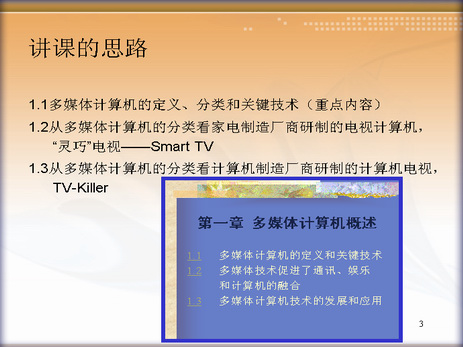 讲课的思路
1.1多媒体计算机的定义、分类和关键技术（重点内容）
1.2从多媒体计算机的分类看家电制造厂商研制的电视计算机，
“灵巧”电视——Smart TV
1.3从多媒体计算机的分类看计算机制造厂商研制的计算机电视，
TV-Killer
第一章 多媒体计算机概述
1.1 多媒体计算机的定义和关键技术
1.2 多媒体技术促进了通讯、娱乐
和计算机的融合
1.3 多媒体计算机技术的发展和应用
3